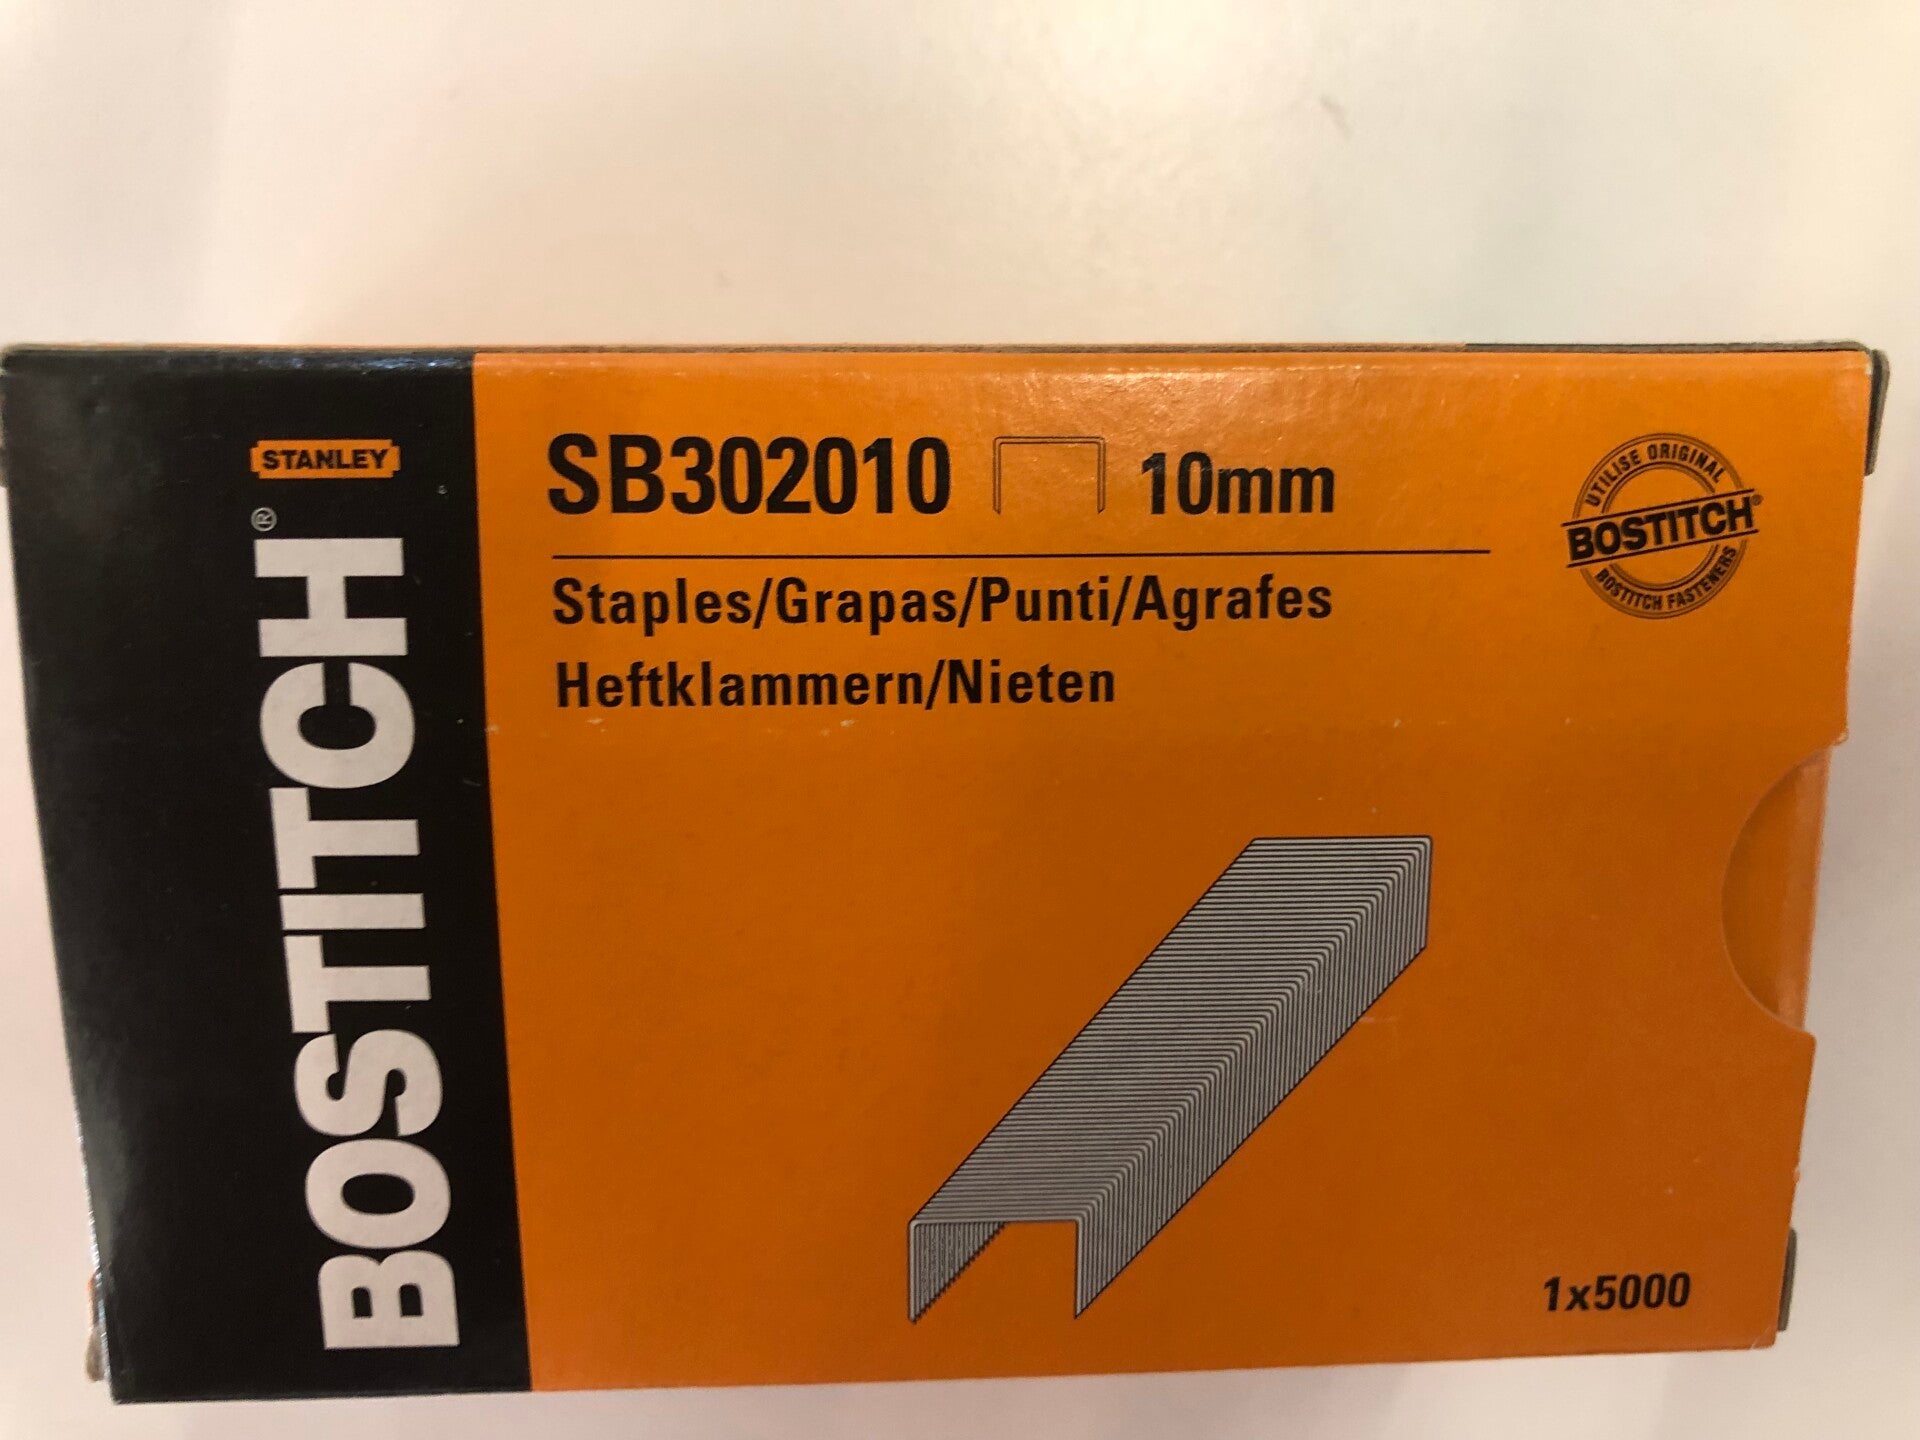 STANLEY
BOSTITCH®
SB302010 10mm
Staples/Grapas/Punti/Agrafes
Heftklammern/Nieten
UTILISE ORIGINAL
BOSTITCH®
BOSTITCH FASTENERS
1x5000